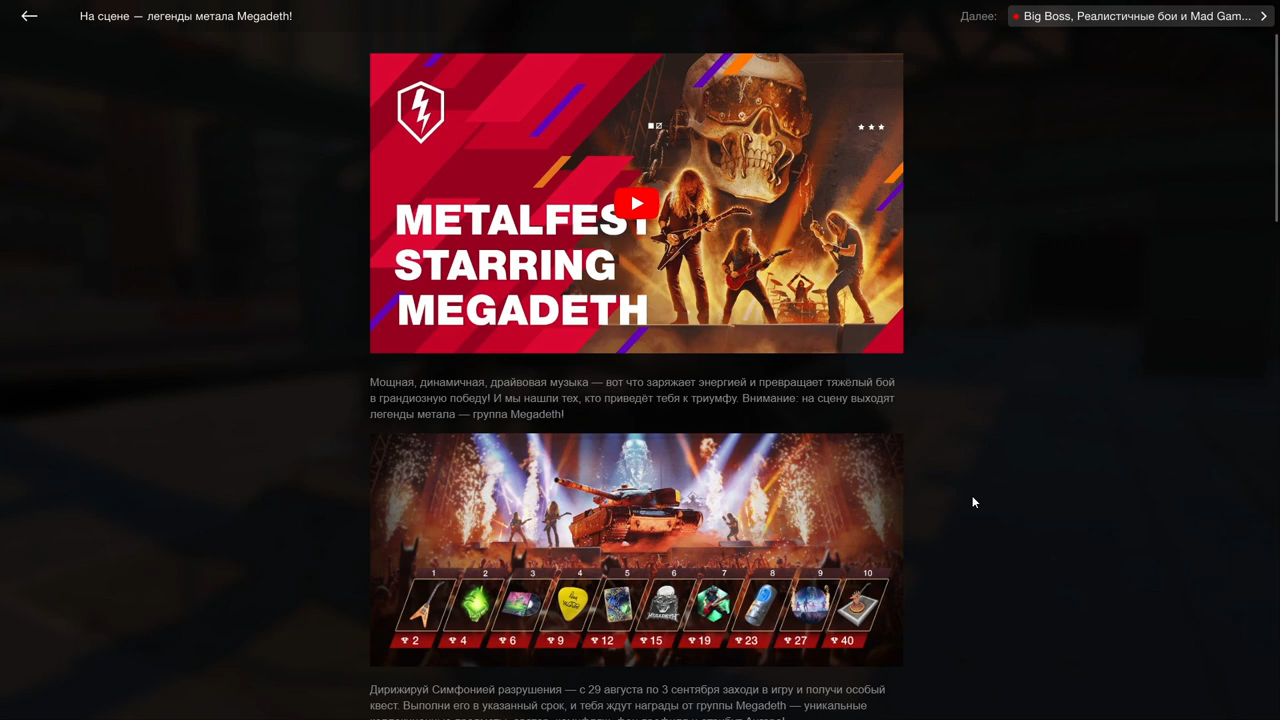 На сцене — легенды метала Megadeth!
Далее:
Big Boss, Реалистичные бои и Mad Gam...
METALFEST
STARRING
MEGADETH
Мощная, динамичная, драйвовая музыка — вот что заряжает энергией и превращает тяжёлый бой
в грандиозную победу! И мы нашли тех, кто приведёт тебя к триумфу. Внимание: на сцену выходят
легенды метала — группа Megadeth!
1 2 3 4 5 6 7 8 9 10
MEGADETH
2 4 6 9 12 15 19 23 27 40
Дирижируй Симфонией разрушения — с 29 августа по 3 сентября заходи в игру и получи особый
квест. Выполни его в указанный срок, и тебя ждут награды от группы Megadeth — уникальные